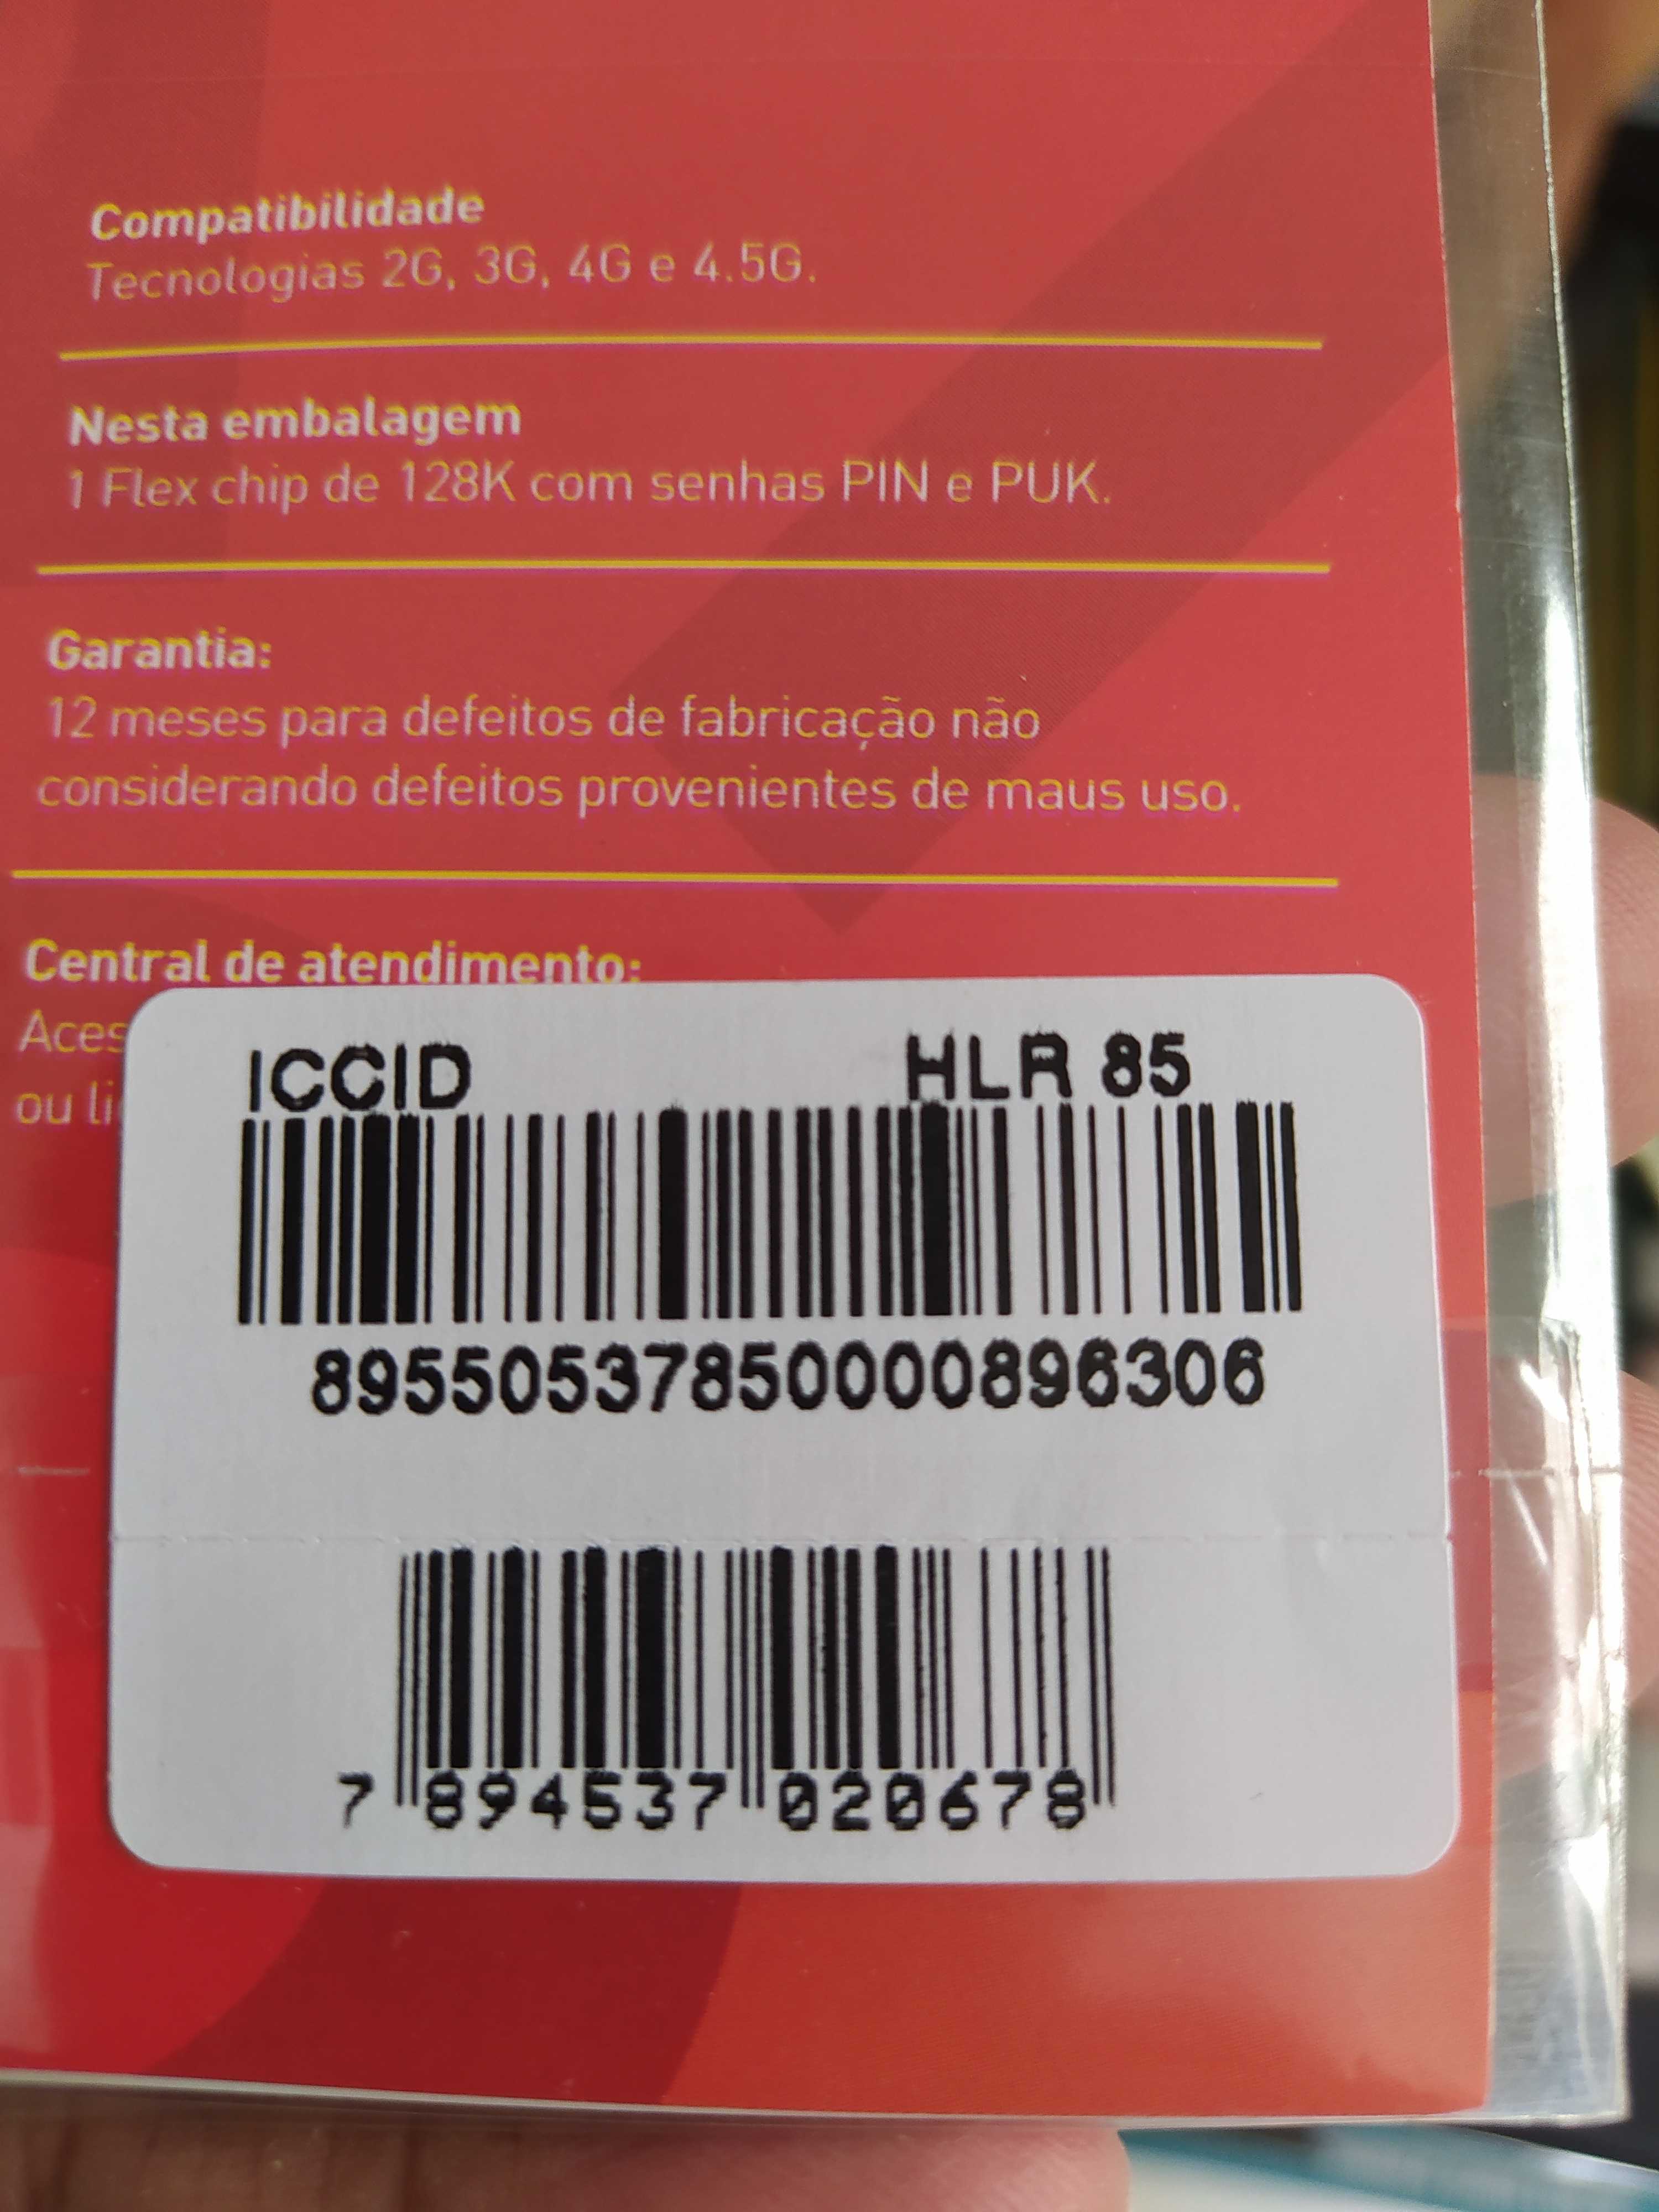 Compatibilidade
Tecnologias 2G, 3G, 4G e 4.5G.
Nesta embalagem
1 Flex chip de 128K com senhas PIN e PUK.
Garantia:
12 meses para defeitos de fabricação não
considerando defeitos provenientes de maus uso.
Central de atendimento:
ou
ICCID HLR 85
89550537850000896306
7 894537 020678